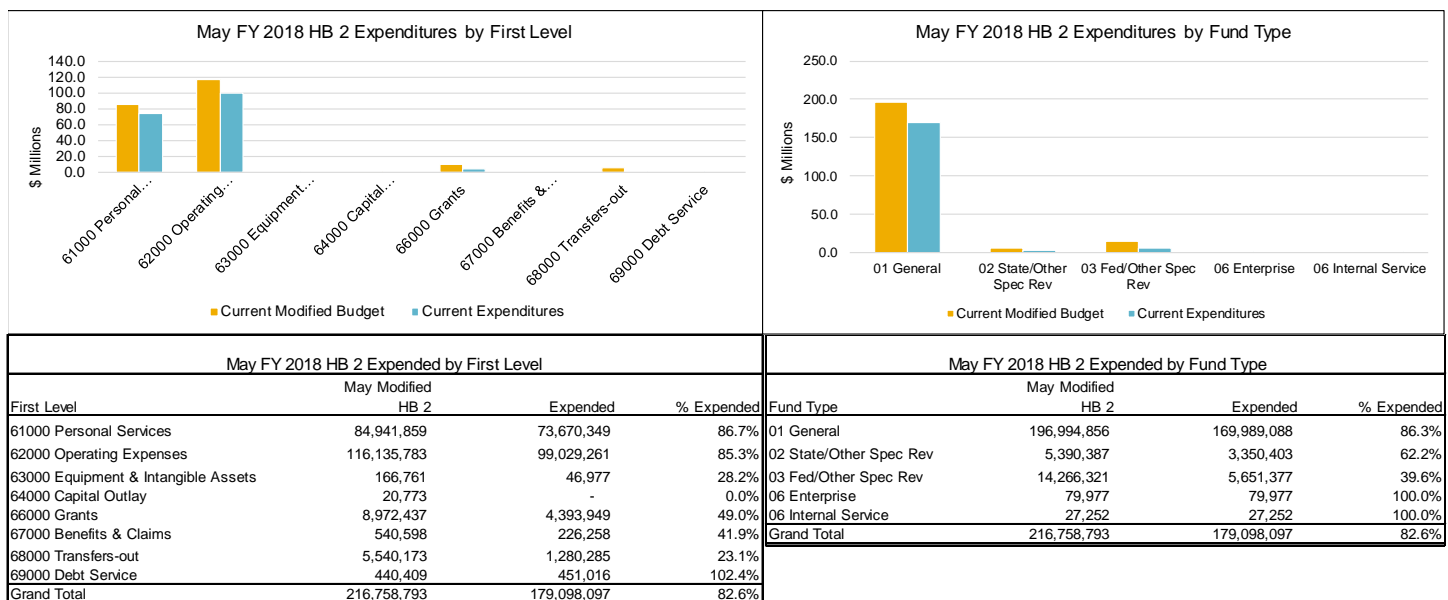 May FY 2018 HB 2 Expenditures by First Level
140.0
120.0
100.0
80.0
60.0
40.0
20.0
0.0
$ Millions
61000 Personal...
62000 Operating...
63000 Equipment...
64000 Capital...
66000 Grants
67000 Benefits &...
68000 Transfers-out
69000 Debt Service
Current Modified Budget Current Expenditures
May FY 2018 HB 2 Expenditures by Fund Type
250.0
200.0
150.0
100.0
50.0
0.0
$ Millions
01 General
02 State/Other
Spec Rev
03 Fed/Other Spec
Rev
06 Enterprise
06 Internal Service
Current Modified Budget Current Expenditures
May FY 2018 HB 2 Expended by First Level
May Modified
First Level HB 2 Expended % Expended
61000 Personal Services 84,941,859 73,670,349 86.7%
62000 Operating Expenses 116,135,783 99,029,261 85.3%
63000 Equipment & Intangible Assets 166,761 46,977 28.2%
64000 Capital Outlay 20,773 - 0.0%
66000 Grants 8,972,437 4,393,949 49.0%
67000 Benefits & Claims 540,598 226,258 41.9%
68000 Transfers-out 5,540,173 1,280,285 23.1%
69000 Debt Service 440,409 451,016 102.4%
Grand Total 216,758,793 179,098,097 82.6%
May FY 2018 HB 2 Expended by Fund Type
May Modified
Fund Type HB 2 Expended % Expended
01 General 196,994,856 169,989,088 86.3%
02 State/Other Spec Rev 5,390,387 3,350,403 62.2%
03 Fed/Other Spec Rev 14,266,321 5,651,377 39.6%
06 Enterprise 79,977 79,977 100.0%
06 Internal Service 27,252 27,252 100.0%
Grand Total 216,758,793 179,098,097 82.6%